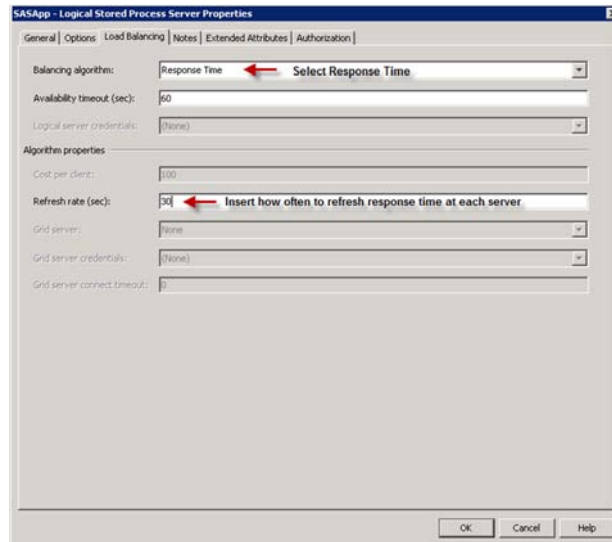 SASApp - Logical Stored Process Server Properties
General | Options | Load Balancing | Notes | Extended Attributes | Authorization
Balancing algorithm: Response Time Select Response Time
Availability timeout (sec): 60
Logical server credentials: (None)
Algorithm properties
Cost per client: 100
Refresh rate (sec): 30 Insert how often to refresh response time at each server
Grid server: None
Grid server credentials: (None)
Grid server connect timeout: 0
OK Cancel Help